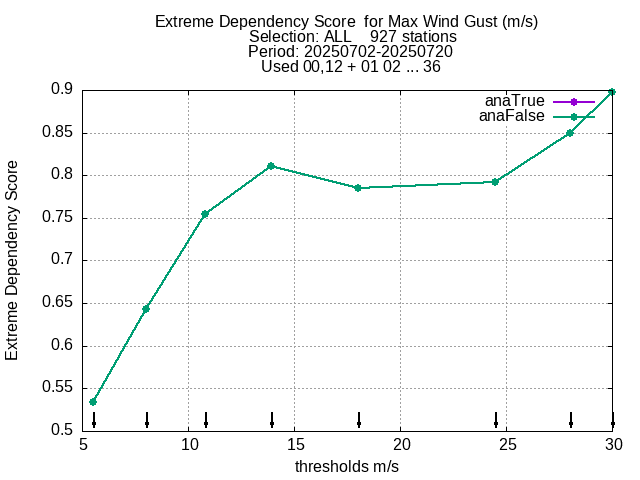 Extreme Dependency Score  for Max Wind Gust (m/s)
Selection: ALL    927 stations
Period: 20250702-20250720
Used 00,12 + 01 02 ... 36
anaTrue
anaFalse
Extreme Dependency Score
0.9
0.85
0.8
0.75
0.7
0.65
0.6
0.55
0.5
5 10 15 20 25 30
thresholds m/s